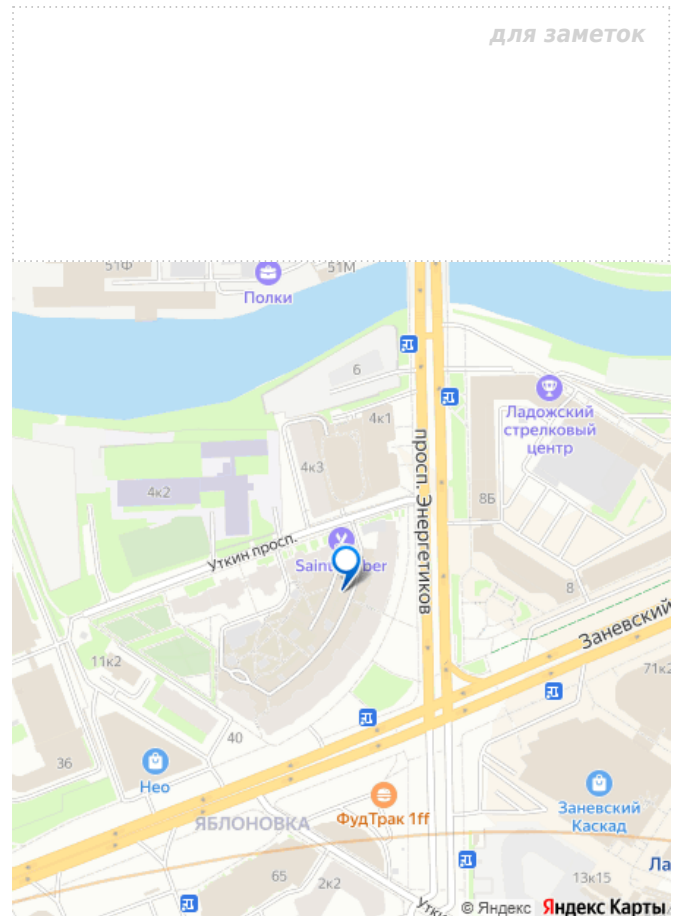 для заметок
51Ф
51М
Полки
6
4к1
Ладожский
стрелковый
центр
4к3
4к2
8Б
просп. Энергетиков
Уткин просп.
8
Заневский
11к2
71к2
40
36
Нео
ЯБЛОНОВКА
ФудТрак 1ff
Заневский
Каскад
65
2к2
13к15
© Яндекс Яндекс Карты